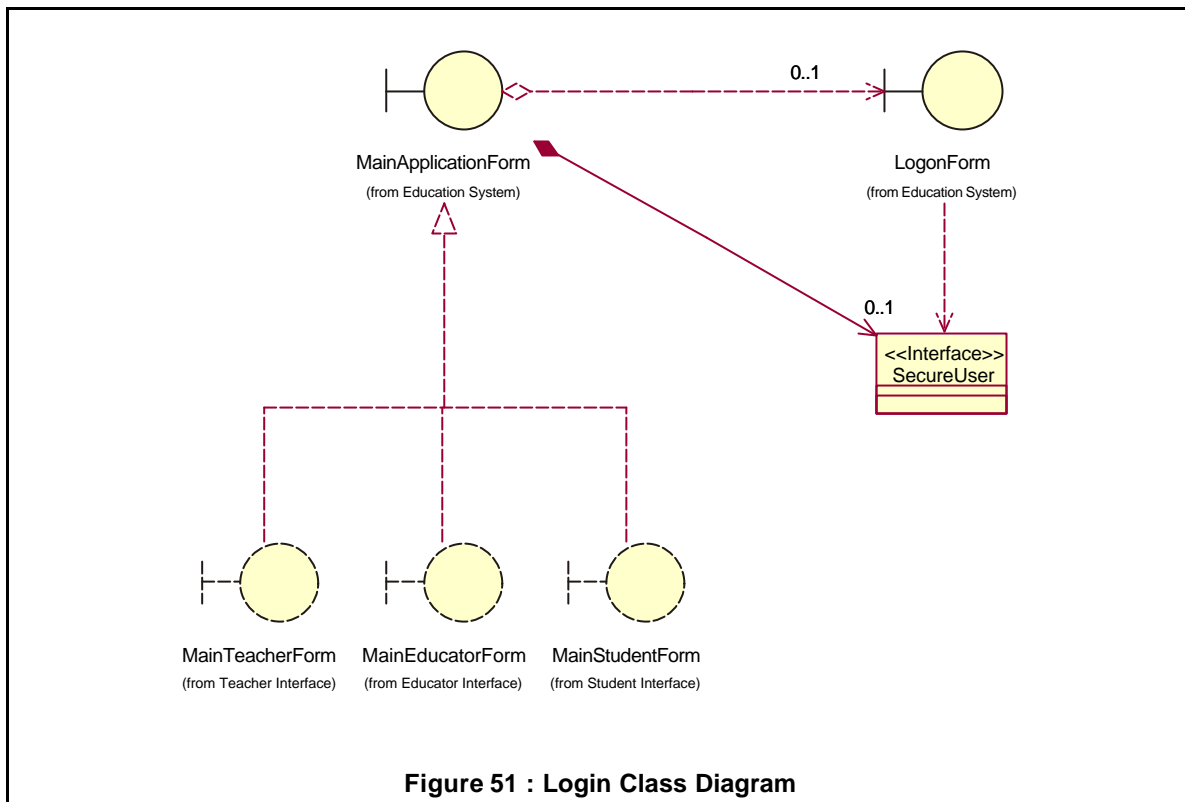 0..1
MainApplicationForm
(from Education System)
LogonForm
(from Education System)
0..1
<<Interface>>
SecureUser
MainTeacherForm
(from Teacher Interface)
MainEducatorForm
(from Educator Interface)
MainStudentForm
(from Student Interface)
Figure 51 : Login Class Diagram